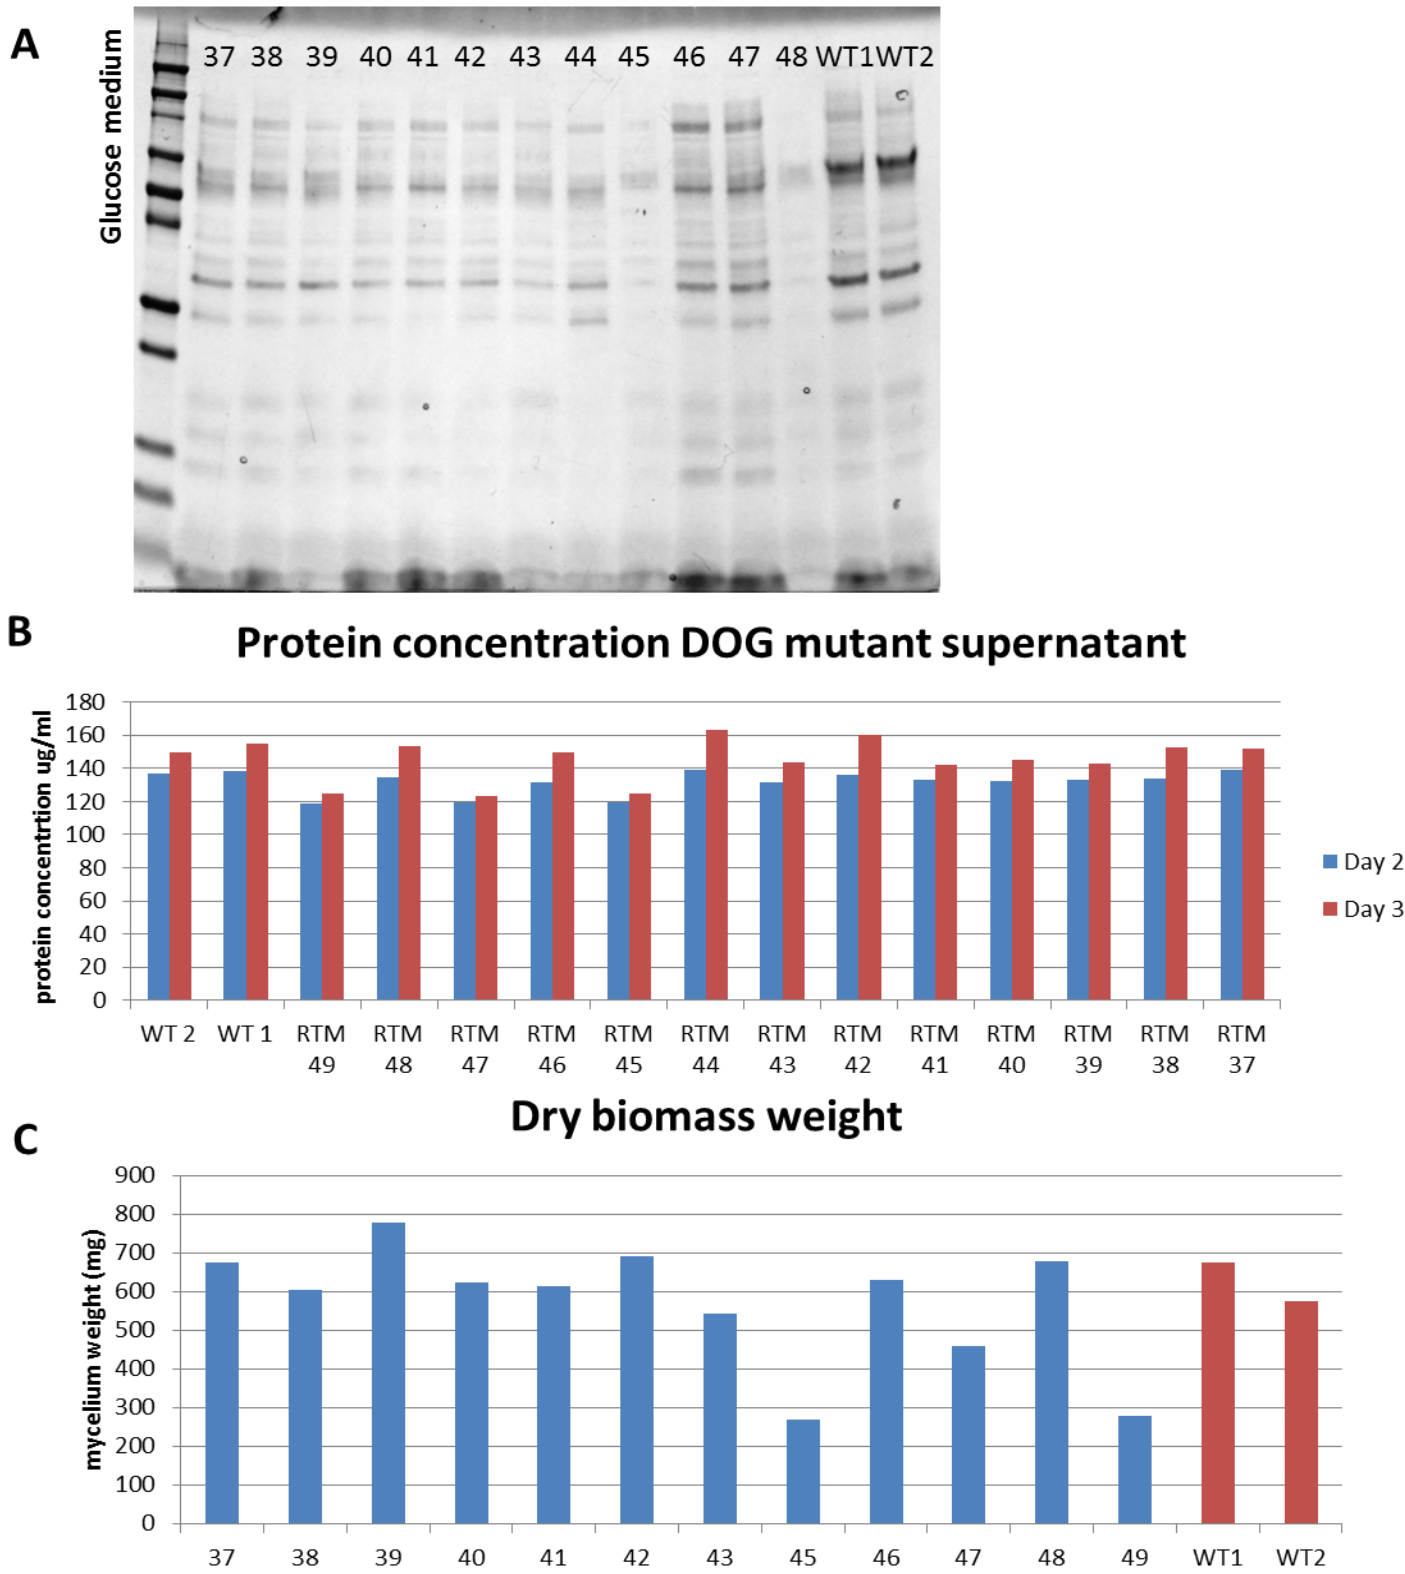 A
Glucose medium
37 38 39 40 41 42 43 44 45 46 47 48 WT1 WT2
B
Protein concentration DOG mutant supernatant
protein concentrtion ug/ml
180
160
140
120
100
80
60
40
20
0
WT 2 WT 1 RTM RTM RTM RTM RTM RTM RTM RTM RTM RTM RTM RTM RTM
49 48 47 46 45 44 43 42 41 40 39 38 37
Day 2
Day 3
C
Dry biomass weight
mycelium weight (mg)
900
800
700
600
500
400
300
200
100
0
37 38 39 40 41 42 43 45 46 47 48 49 WT1 WT2